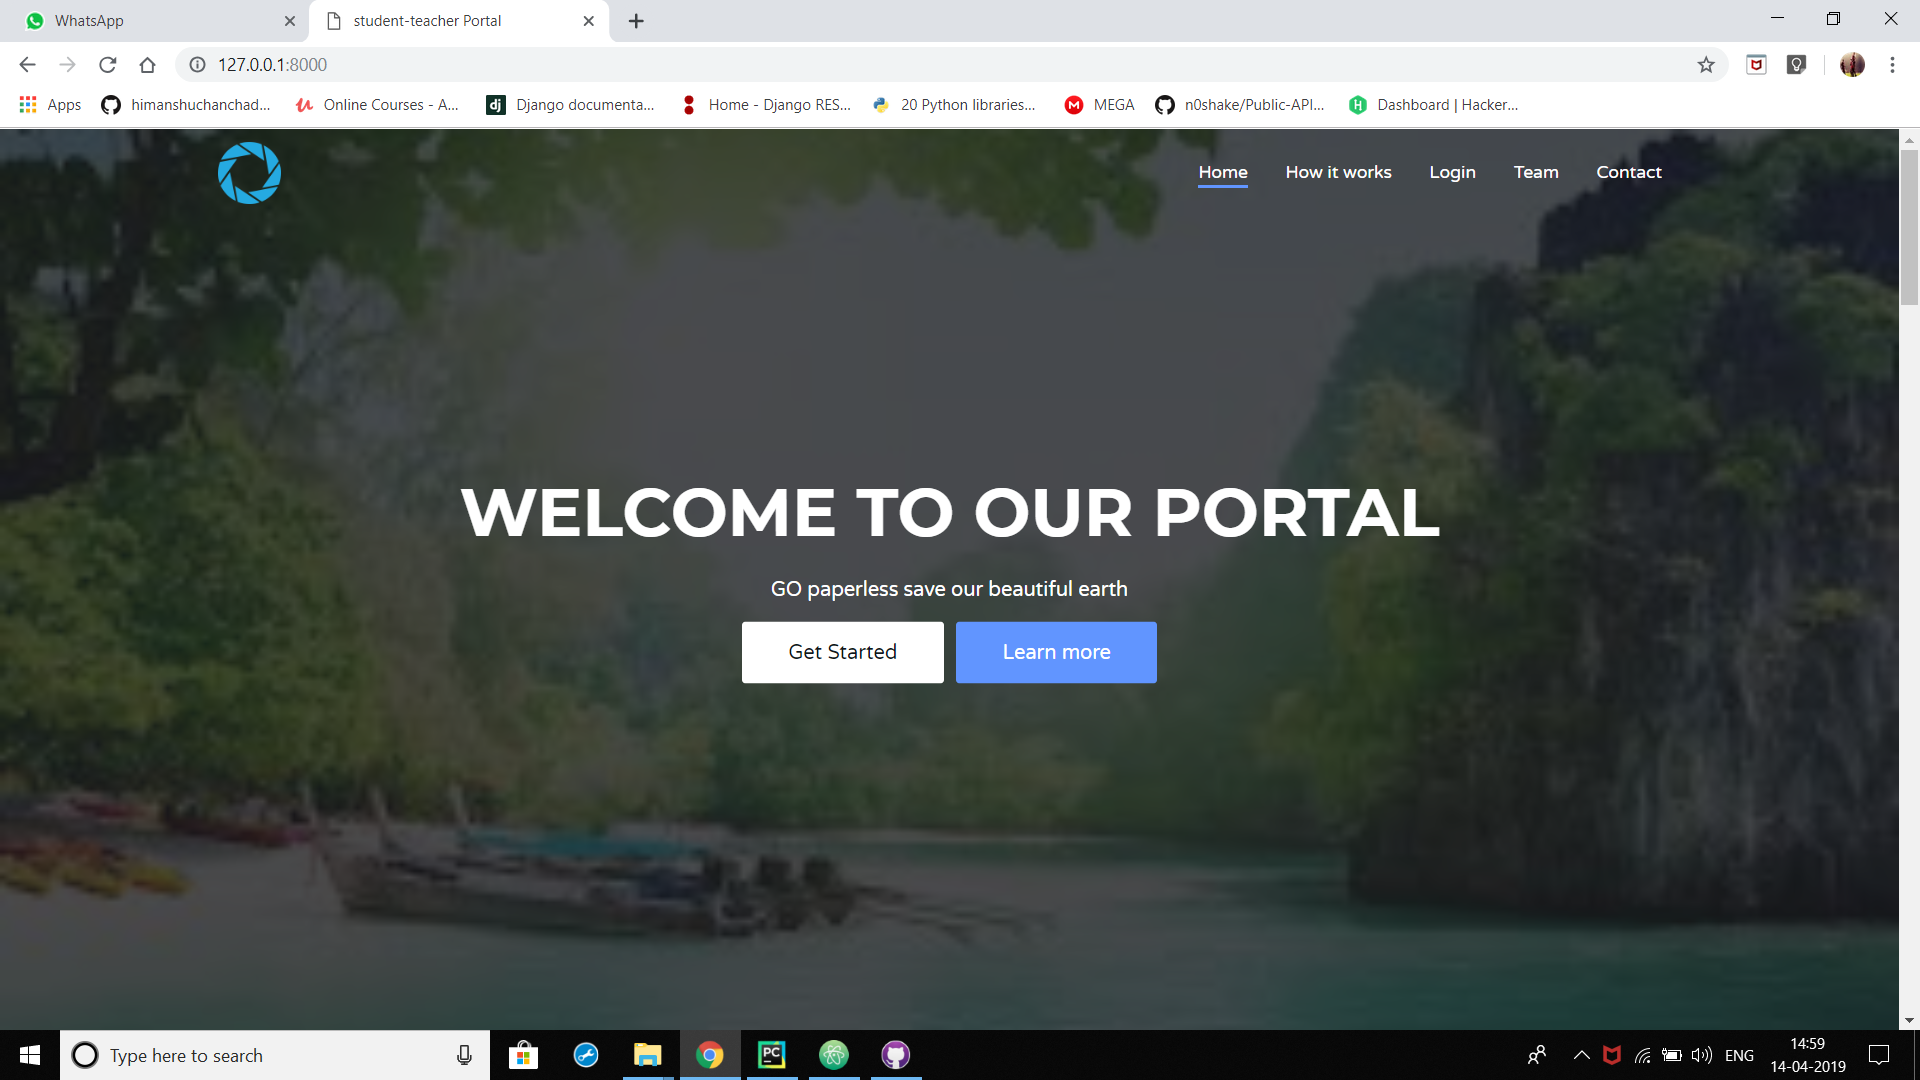 WhatsApp
student-teacher Portal
127.0.0.1:8000
Apps
himanshuchanchad...
Online Courses - A...
dj
Django documenta...
Home - Django RES...
20 Python libraries...
M
MEGA
n0shake/Public-API...
H
Dashboard | Hacker...
Home
How it works
Login
Team
Contact
WELCOME TO OUR PORTAL
GO paperless save our beautiful earth
Get Started
Learn more
Type here to search
PC
ENG
14:59
14-04-2019